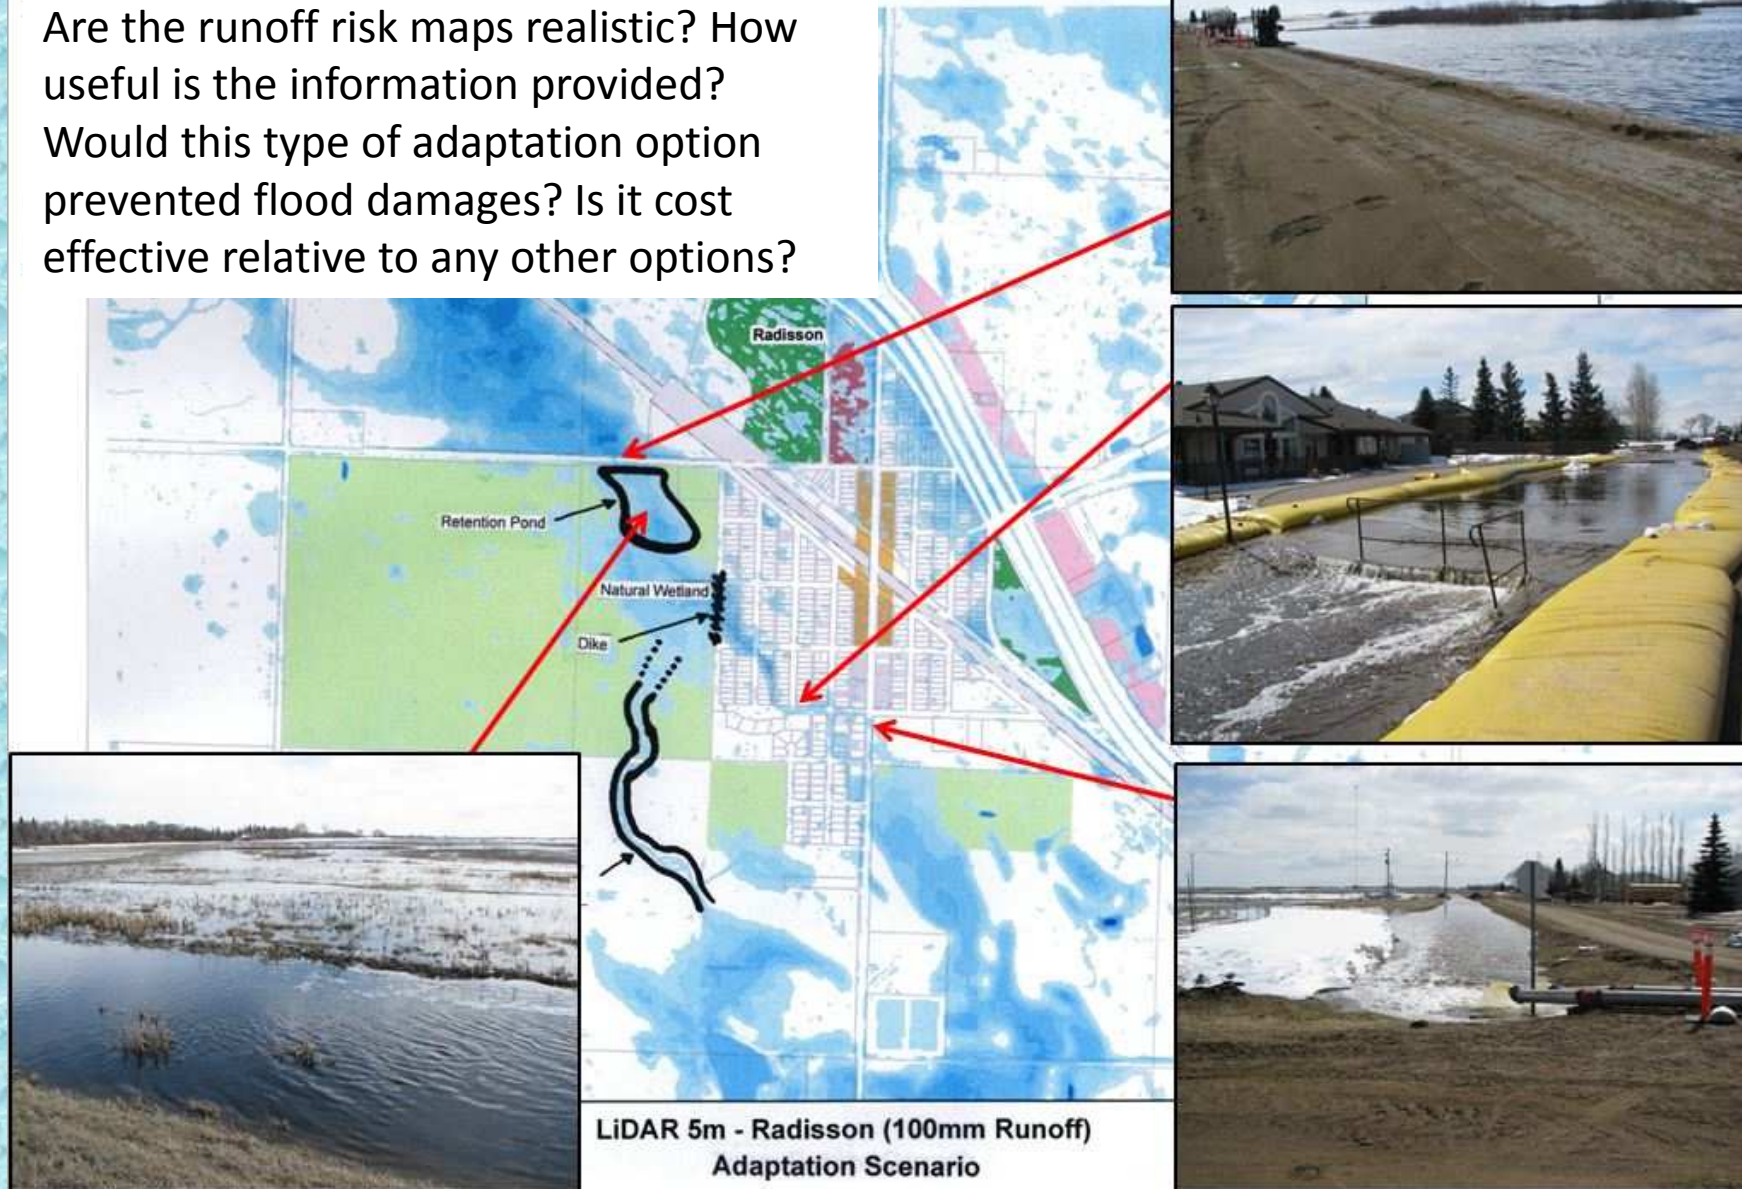 Are the runoff risk maps realistic? How
useful is the information provided?
Would this type of adaptation option
prevented flood damages? Is it cost
effective relative to any other options?
Radisson
Retention Pond
Natural Wetland
Dike
LiDAR 5m - Radisson (100mm Runoff)
Adaptation Scenario